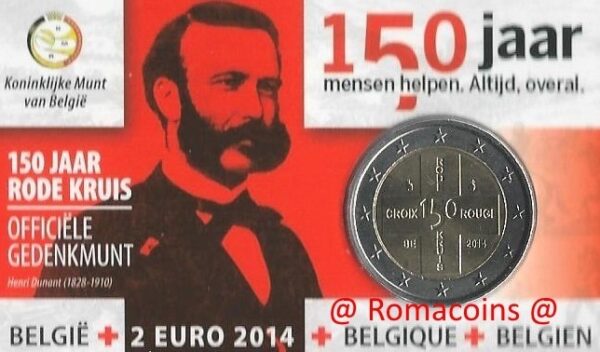 Koninklijke Munt
van België
150 jaar
mensen helpen. Altijd, overal.
150 JAAR
RODE KRUIS
OFFICIËLE
GEDENKMUNT
Henri Dunant (1828-1910)
ROD
CROIX 150 ROUGE
KRUIS
BE 2014
@ Romacoins @
BELGIË + 2 EURO 2014 + BELGIQUE + BELGIEN